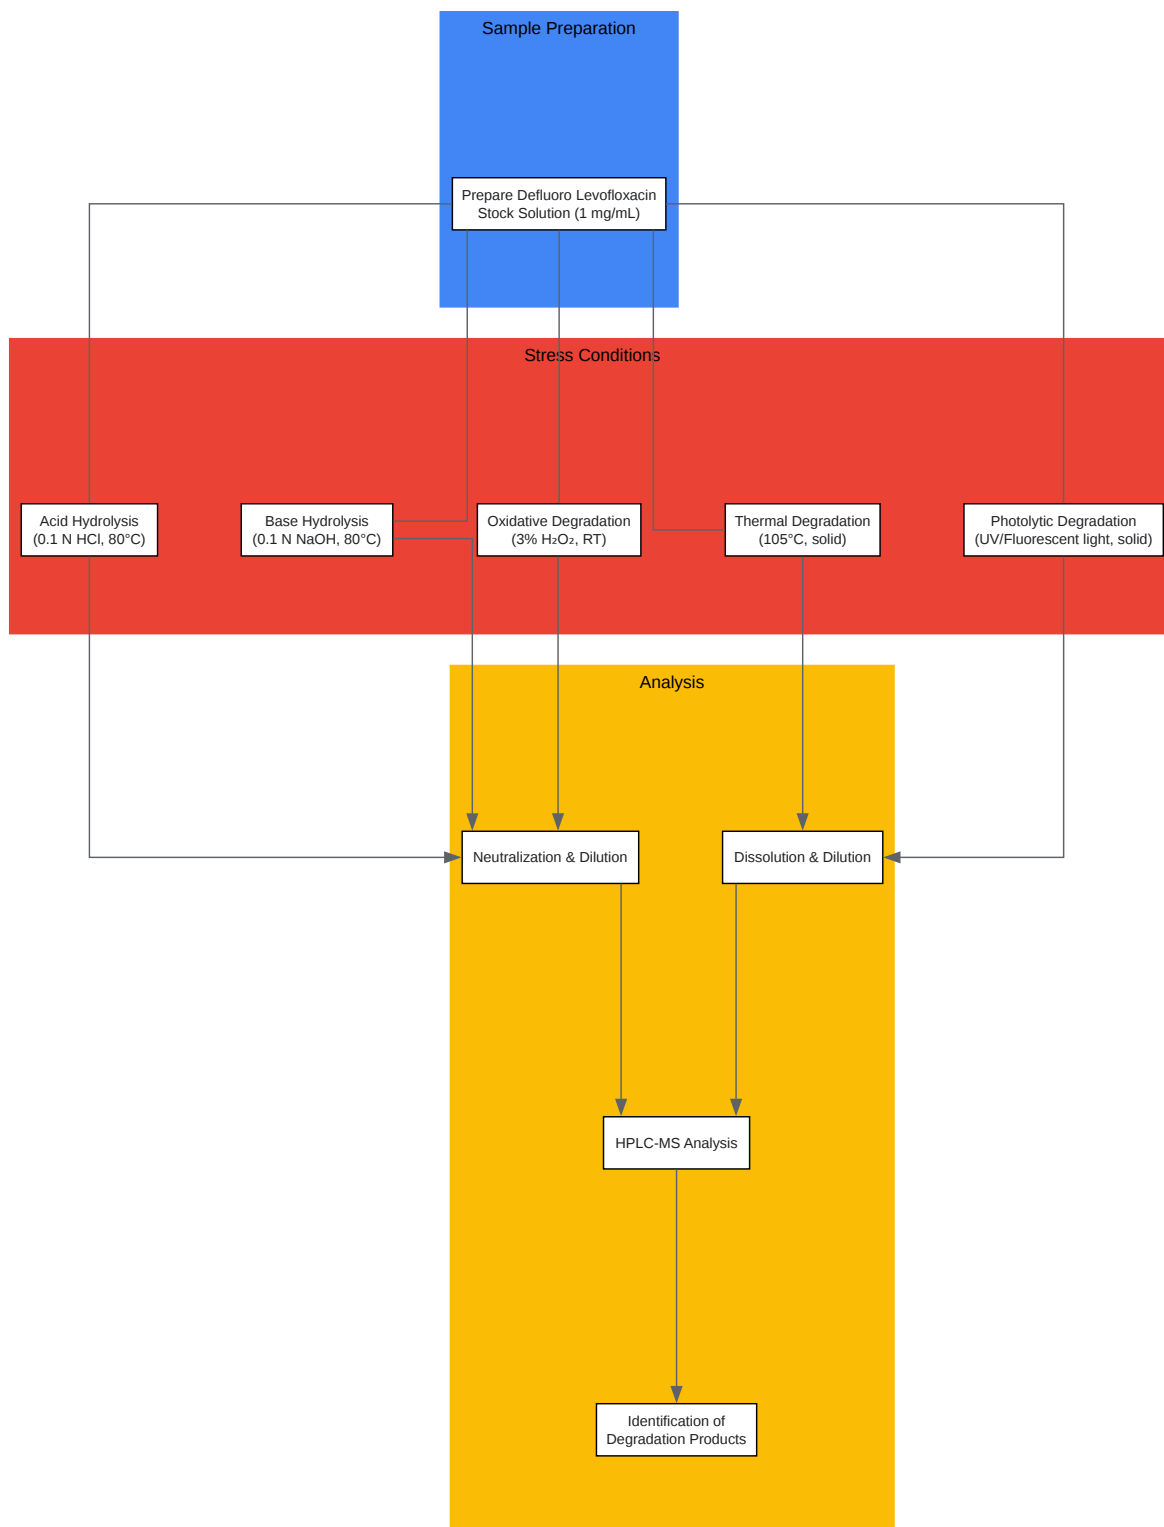 Sample Preparation
Prepare Defluoro Levofloxacin
Stock Solution (1 mg/mL)
Stress Conditions
Acid Hydrolysis
(0.1 N HCl, 80°C)
Base Hydrolysis
(0.1 N NaOH, 80°C)
Oxidative Degradation
(3% H₂O₂, RT)
Thermal Degradation
(105°C, solid)
Photolytic Degradation
(UV/Fluorescent light, solid)
Analysis
Neutralization & Dilution
Dissolution & Dilution
HPLC-MS Analysis
Identification of
Degradation Products